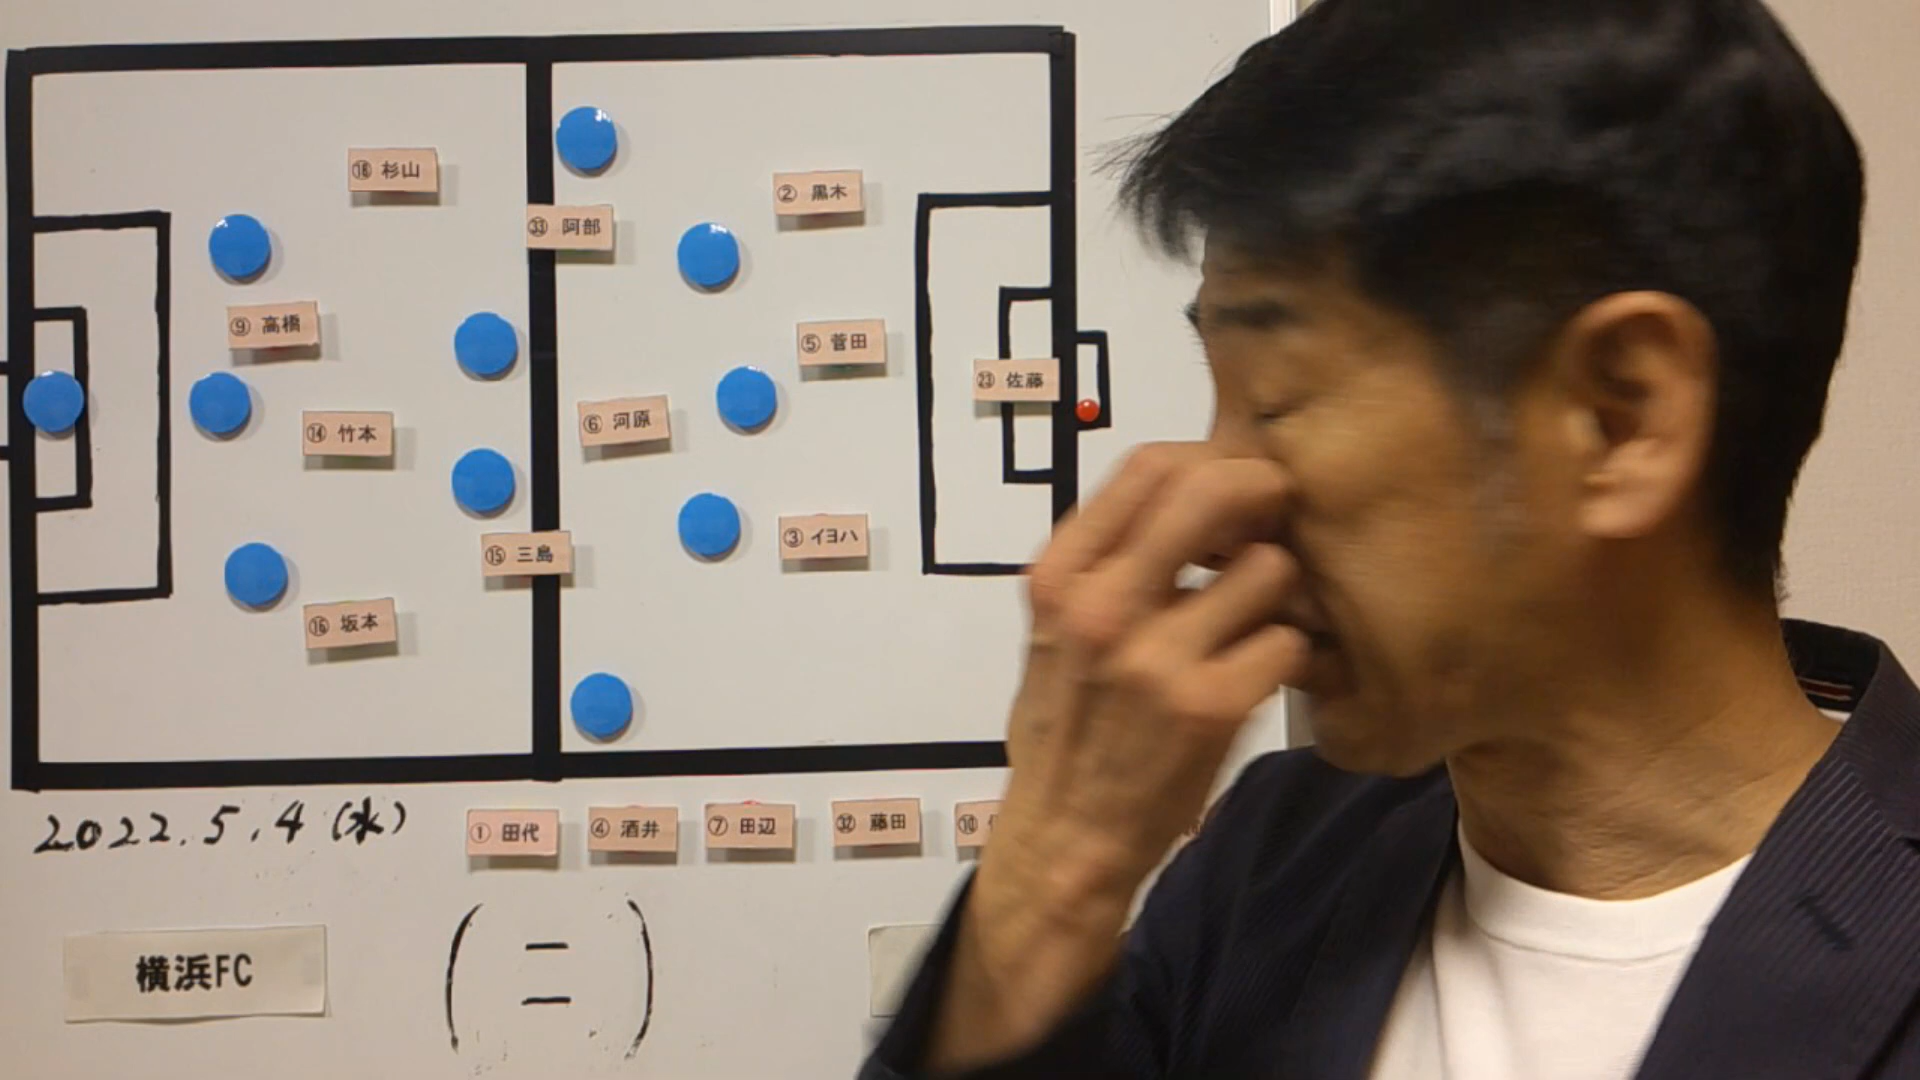 ⑱ 杉山
② 黒木
㉝ 阿部
⑨ 高橋
⑤ 菅田
㉓ 佐藤
⑭ 竹本
⑥ 河原
③ イヨハ
⑮ 三島
⑯ 坂本
2022.5.4(水)
① 田代
④ 酒井
⑦ 田辺
㉜ 藤田
⑩
横浜FC
( – – )